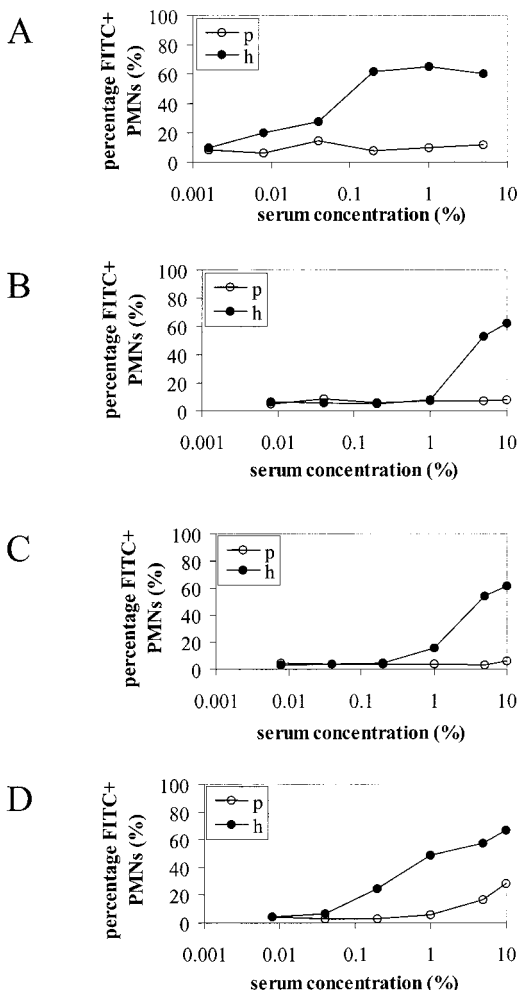 A
percentage FITC+
PMNs (%)
100
80
60
40
20
0
p
h
0.001 0.01 0.1 1 10
serum concentration (%)
B
percentage FITC+
PMNs (%)
100
80
60
40
20
0
p
h
0.001 0.01 0.1 1 10
serum concentration (%)
C
percentage FITC+
PMNs (%)
100
80
60
40
20
0
p
h
0.001 0.01 0.1 1 10
serum concentration (%)
D
percentage FITC+
PMNs (%)
100
80
60
40
20
0
p
h
0.001 0.01 0.1 1 10
serum concentration (%)